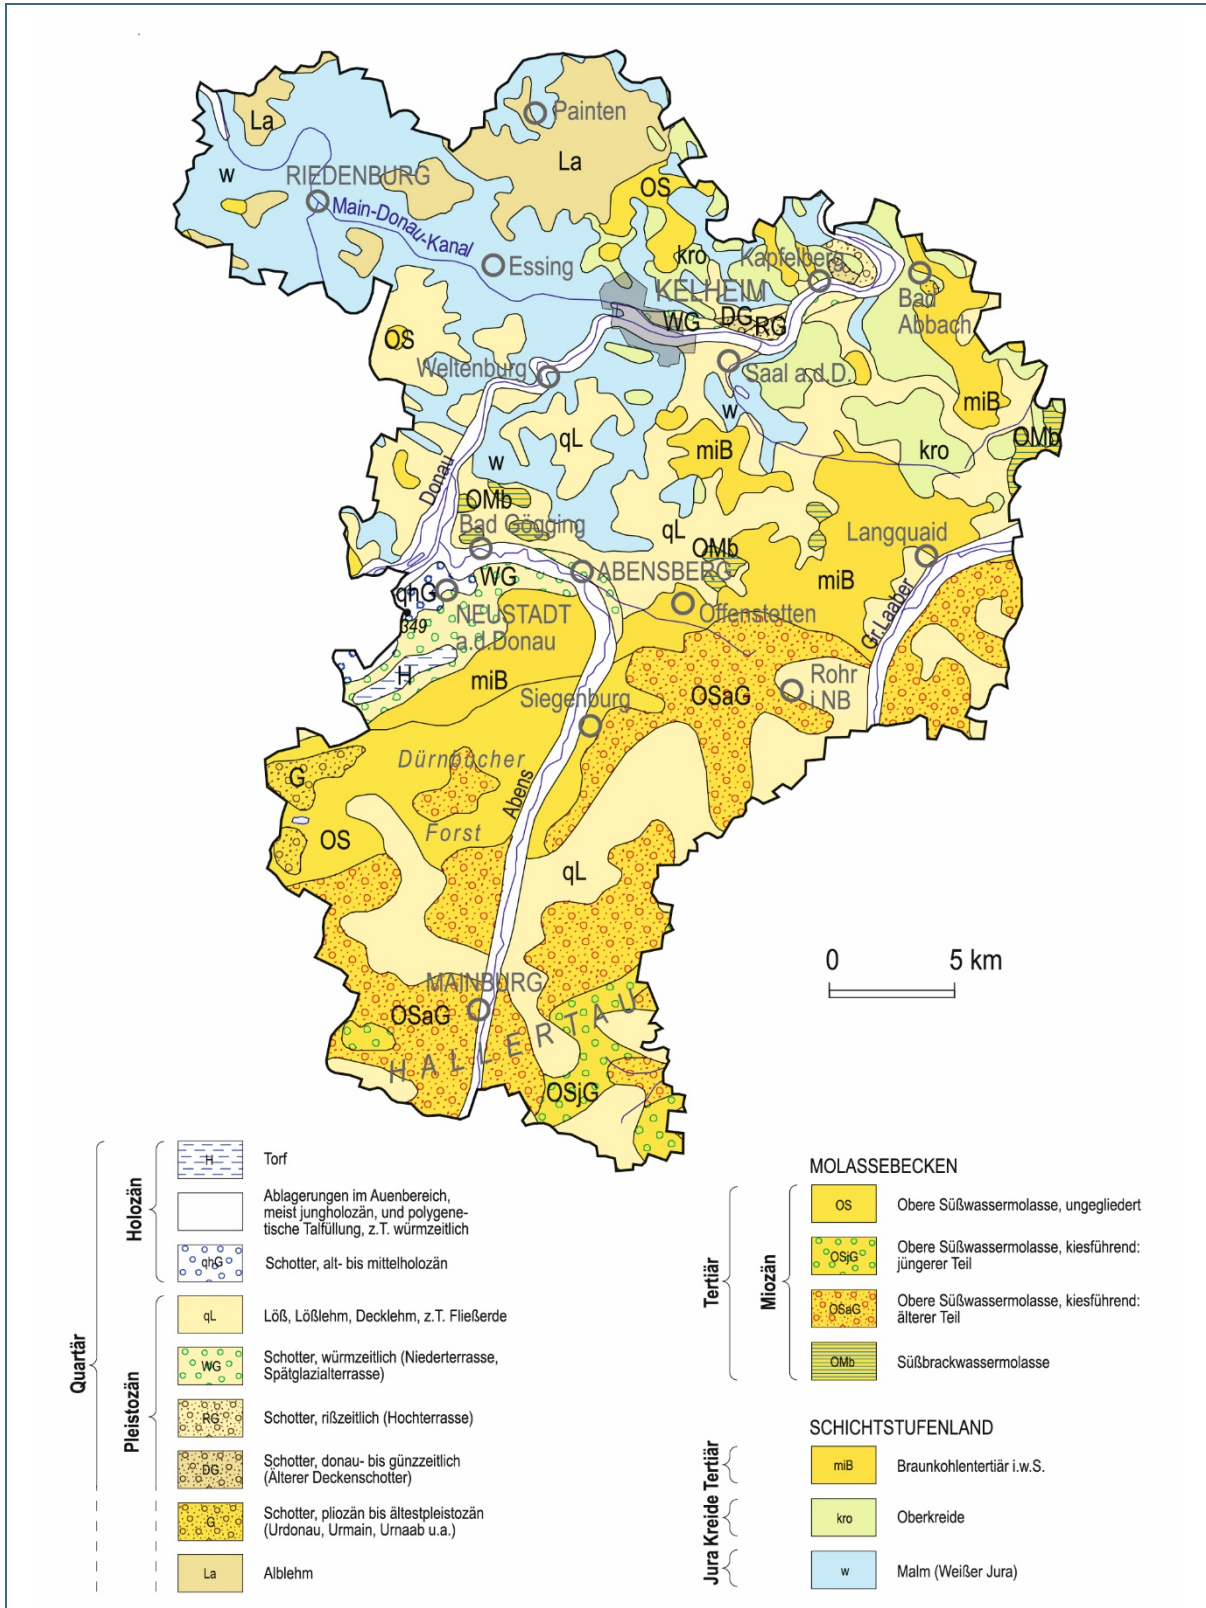 La
Painten
La
w
RIEDENBURG
OS
Main-Donau-Kanal
Essing
kro
Kapfelberg
KELHEIM
Bad
Abbach
WG
DG
RG
OS
Weltenburg
Saal a.d.D.
w
miB
qL
miB
kro
OMb
Donau
w
OMb
Bad Gögging
qL
OMb
Langquaid
WG
ABENSBERG
miB
qhG
NEUSTADT
a.d.Donau
349
Offenstetten
Gr.Laaber
H
miB
Siegenburg
OSaG
Rohr
i.NB
Dürnbucher
Forst
G
Abens
OS
qL
0 5 km
MAINBURG
OSaG
HALLERTAU
OSjG
Quartär
Holozän
H Torf
Ablagerungen im Auenbereich,
meist jungholozän, und polygene-
tische Talfüllung, z.T. würmzeitlich
qhG Schotter, alt- bis mittelholozän
Pleistozän
qL Löß, Lößlehm, Decklehm, z.T. Fließerde
WG Schotter, würmzeitlich (Niederterrasse,
Spätglazialterrasse)
RG Schotter, rißzeitlich (Hochterrasse)
DG Schotter, donau- bis günzzeitlich
(Älterer Deckenschotter)
G Schotter, pliozän bis ältestpleistozän
(Urdonau, Urmain, Urnaab u.a.)
La Alblehm
MOLASSEBECKEN
Tertiär
Miozän
OS Obere Süßwassermolasse, ungegliedert
OSjG Obere Süßwassermolasse, kiesführend:
jüngerer Teil
OSaG Obere Süßwassermolasse, kiesführend:
älterer Teil
OMb Süßbrackwassermolasse
SCHICHTSTUFENLAND
Tertiär
miB Braunkohlentertiär i.w.S.
Kreide
kro Oberkreide
Jura
w Malm (Weißer Jura)